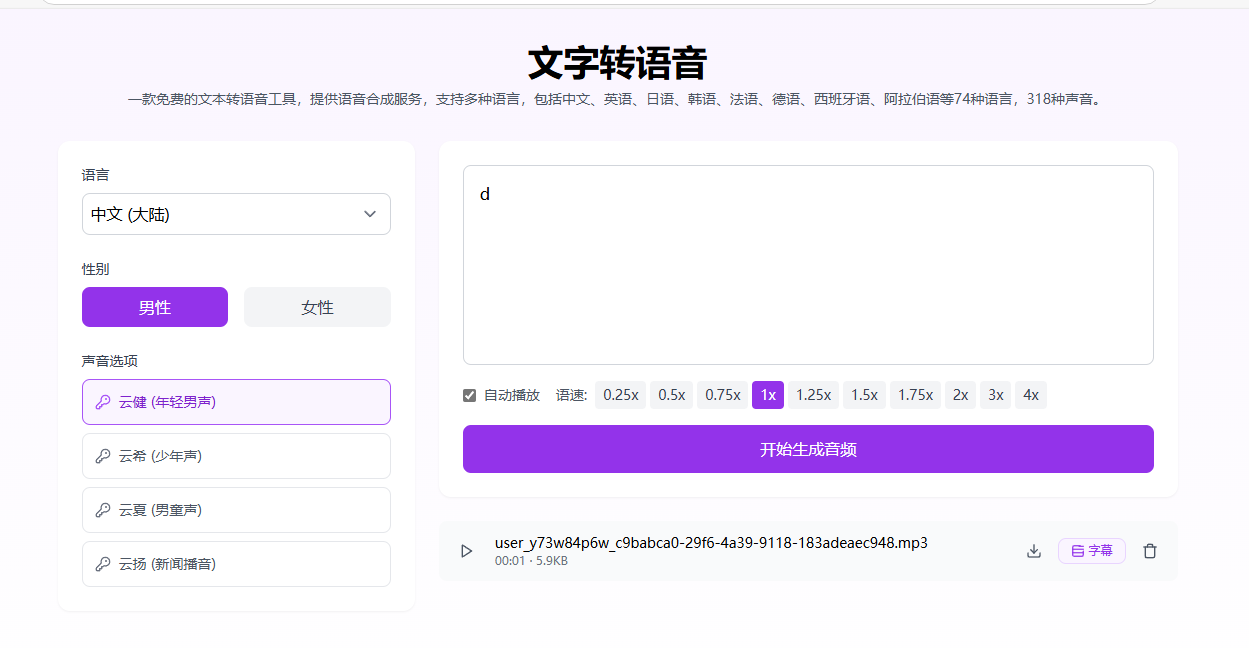 文字转语音
一款免费的文本转语音工具，提供语音合成服务，支持多种语言，包括中文、英语、日语、韩语、法语、德语、西班牙语、阿拉伯语等74种语言，318种声音。
语言
中文 (大陆)
性别
男性 女性
声音选项
云健 (年轻男声)
云希 (少年声)
云夏 (男童声)
云扬 (新闻播音)
d
自动播放 语速: 0.25x 0.5x 0.75x 1x 1.25x 1.5x 1.75x 2x 3x 4x
开始生成音频
user_y73w84p6w_c9babca0-29f6-4a39-9118-183adeaec948.mp3
00:01 · 5.9KB
字幕